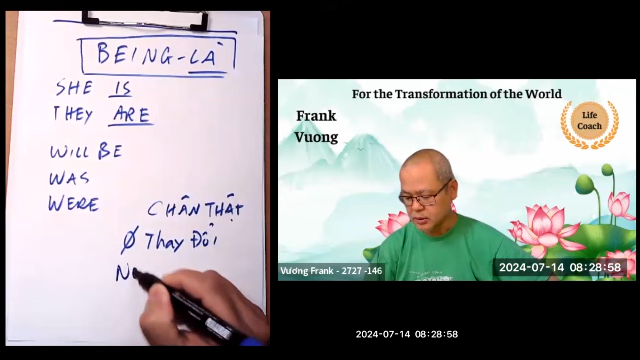 BEING-LÀ
SHE IS
THEY ARE
WILL BE
WAS
WERE
CHÂN THẬT
Ø Thay Đổi
N
For the Transformation of the World
Frank
Vuong
Life
Coach
Vương Frank - 2727 -146
2024-07-14 08:28:58
2024-07-14 08:28:58